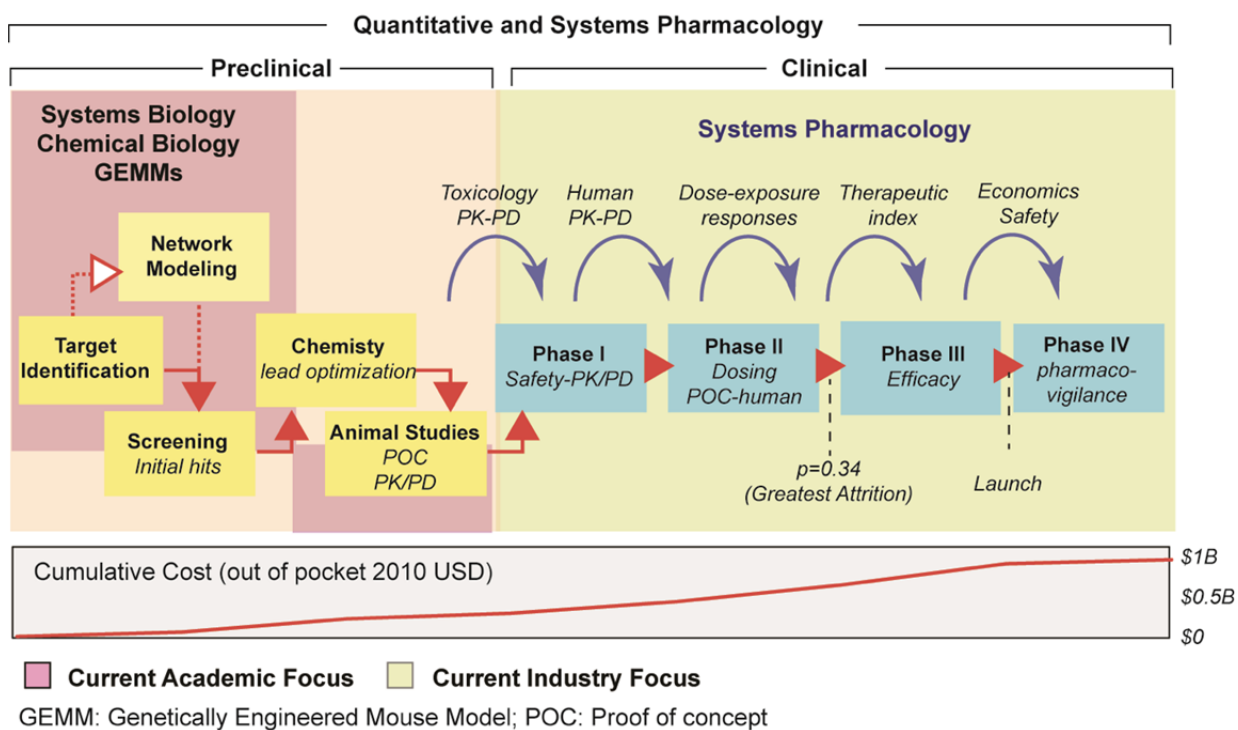 Quantitative and Systems Pharmacology
Preclinical
Clinical
Systems Biology
Chemical Biology
GEMMs
Systems Pharmacology
Toxicology
PK-PD
Human
PK-PD
Dose-exposure
responses
Therapeutic
index
Economics
Safety
Network
Modeling
Target
Identification
Screening
Initial hits
Chemisty
lead optimization
Animal Studies
POC
PK/PD
Phase I
Safety-PK/PD
Phase II
Dosing
POC-human
Phase III
Efficacy
Phase IV
pharmaco-
vigilance
p=0.34
(Greatest Attrition)
Launch
Cumulative Cost (out of pocket 2010 USD)
$1B
$0.5B
$0
Current Academic Focus
Current Industry Focus
GEMM: Genetically Engineered Mouse Model; POC: Proof of concept